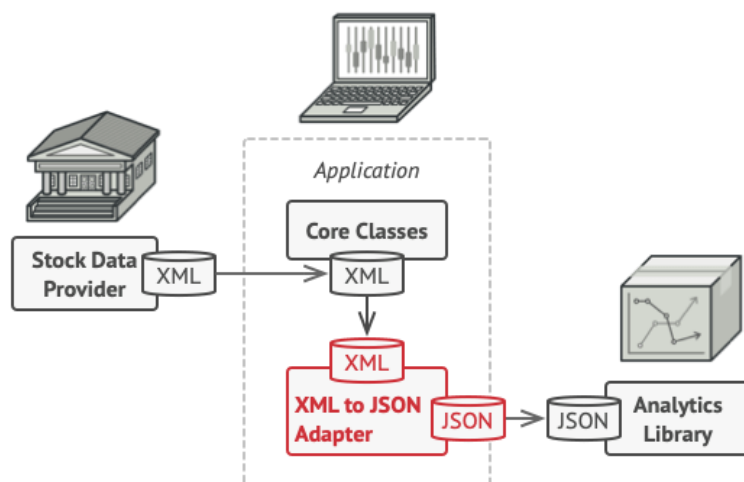 Application
Core Classes
Stock Data
Provider
XML
XML
XML
XML to JSON
Adapter
JSON
JSON
Analytics
Library